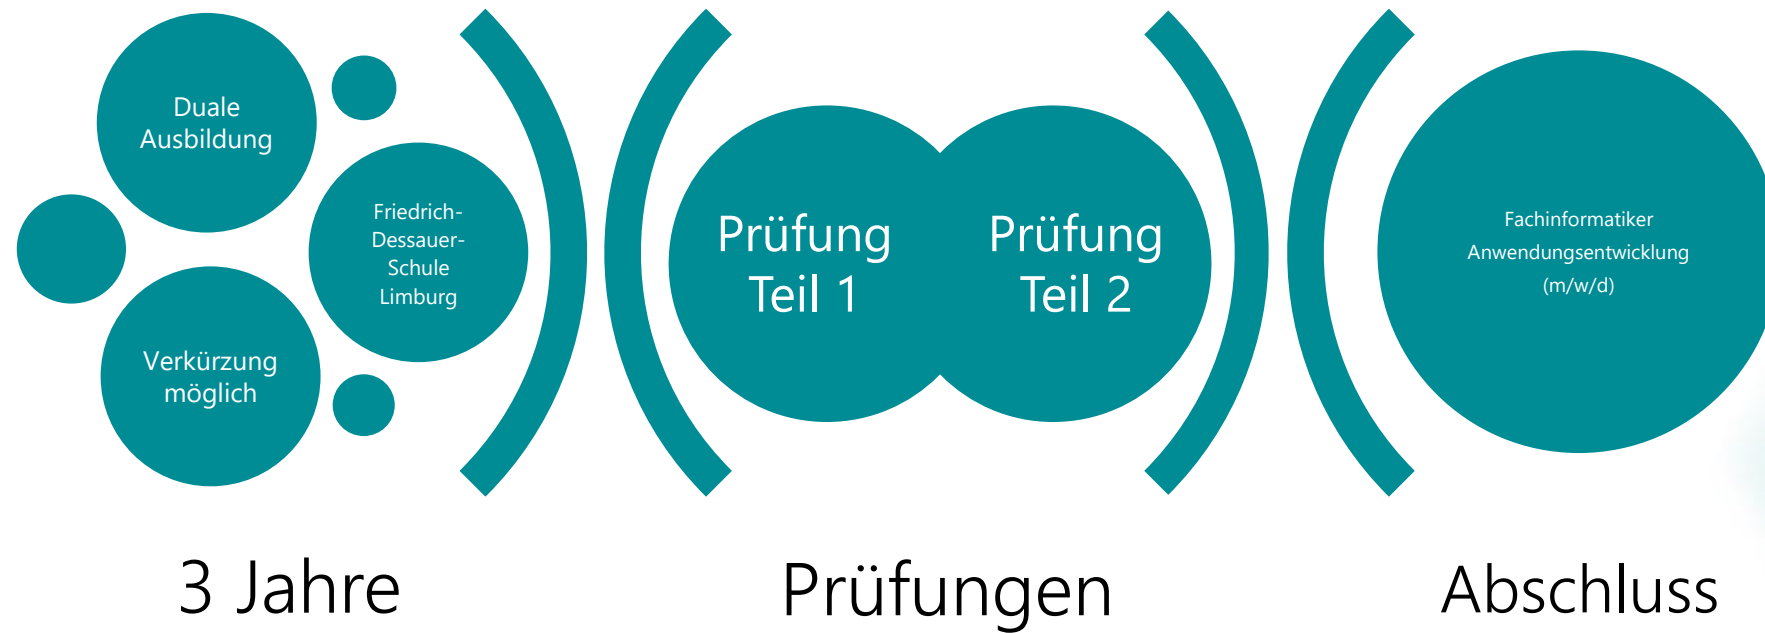 Duale
Ausbildung
Friedrich-
Dessauer-
Schule
Limburg
Verkürzung
möglich
3 Jahre
Prüfung
Teil 1
Prüfung
Teil 2
Prüfungen
Fachinformatiker
Anwendungsentwicklung
(m/w/d)
Abschluss